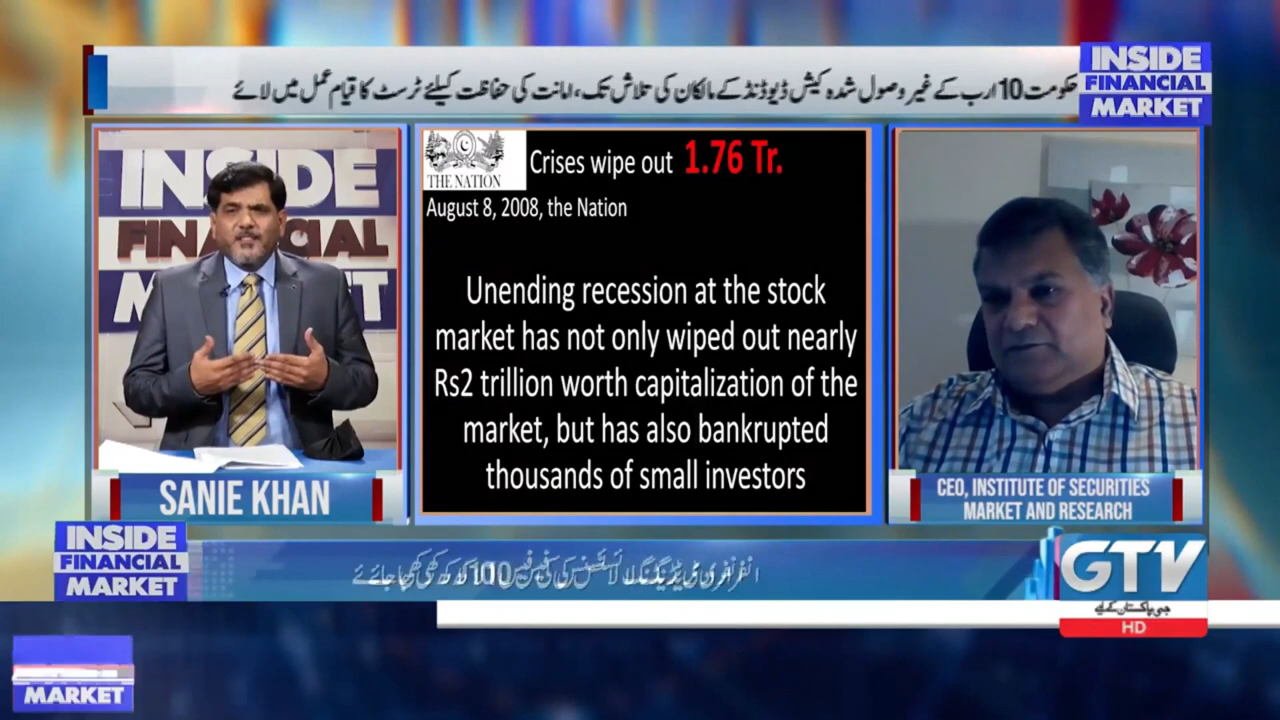 حکومت 10 ارب کے غیر وصول شدہ کیش ڈیوڈنڈ کے مالکان کی تلاش تک، امانت کی حفاظت کیلئے ٹرسٹ کا قیام عمل میں لائے
INSIDE
FINANCIAL
MARKET
INSIDE
FINANCIAL
MARKET
THE NATION
Crises wipe out 1.76 Tr.
August 8, 2008, the Nation
Unending recession at the stock
market has not only wiped out nearly
Rs2 trillion worth capitalization of the
market, but has also bankrupted
thousands of small investors
SANIE KHAN
CEO, INSTITUTE OF SECURITIES
MARKET AND RESEARCH
INSIDE
FINANCIAL
MARKET
GTV
HD
MARKET